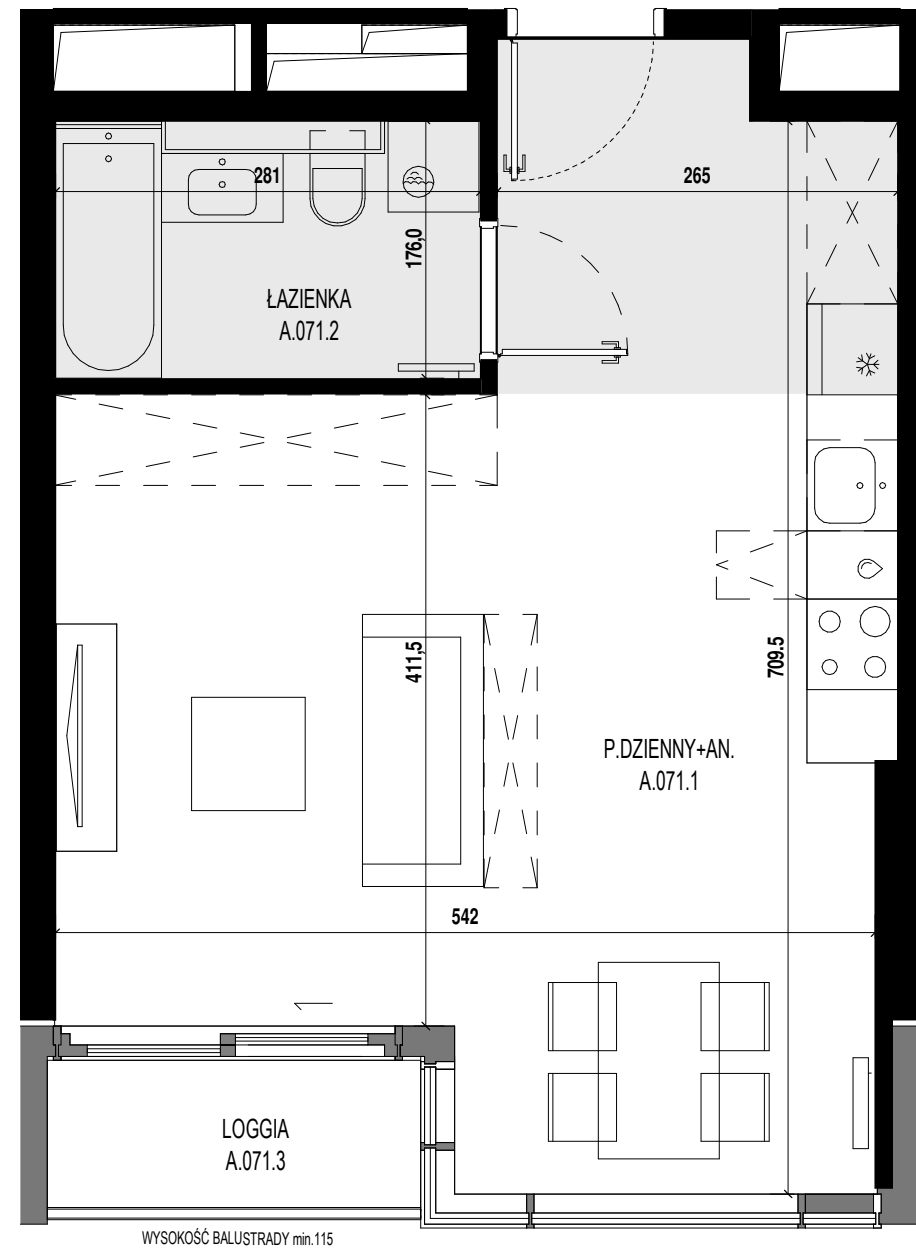 281
265
176,0
ŁAZIENKA
A.071.2
411,5
709.5
P.DZIENNY+AN.
A.071.1
542
LOGGIA
A.071.3
WYSOKOŚĆ BALUSTRADY min.115